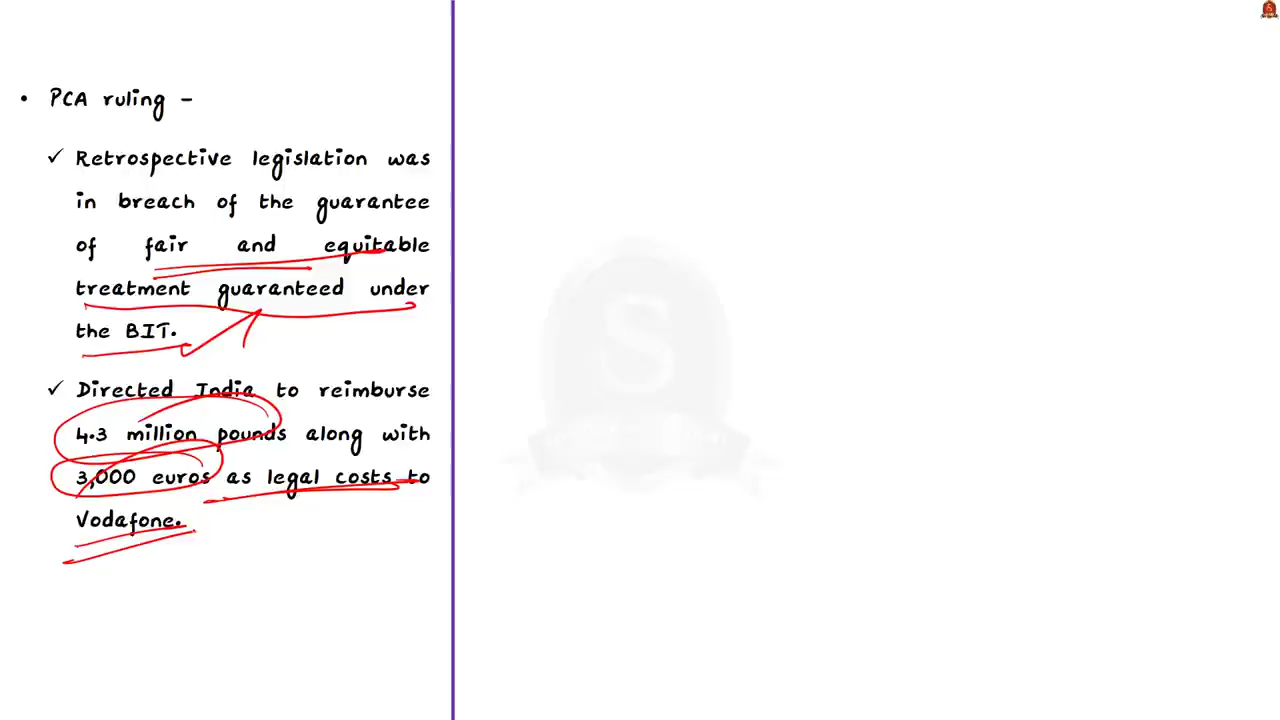 • PCA ruling -
✓ Retrospective legislation was
in breach of the guarantee
of fair and equitable
treatment guaranteed under
the BIT.
✓ Directed India to reimburse
4.3 million pounds along with
3,000 euros as legal costs to
Vodafone.
S